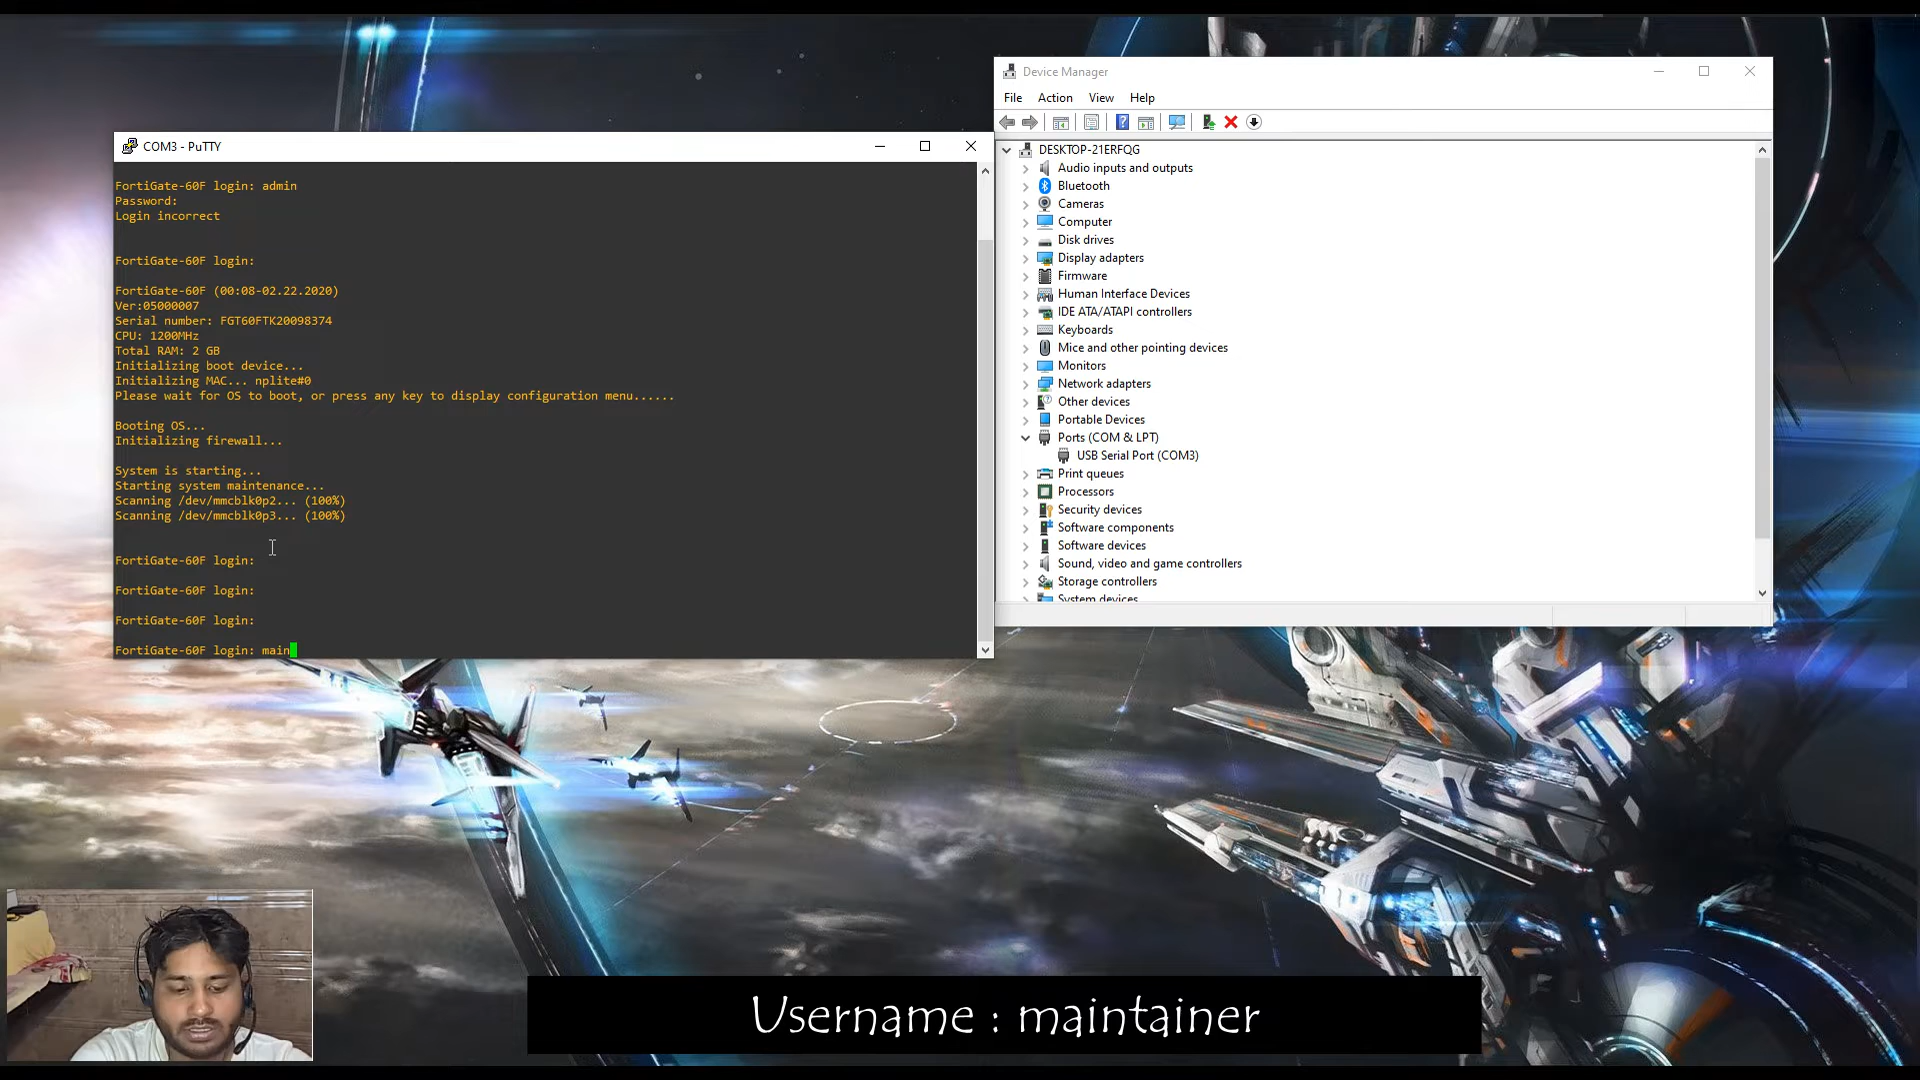 COM3 - PuTTY
FortiGate-60F login: admin
Password:
Login incorrect
FortiGate-60F login:
FortiGate-60F (00:08-02.22.2020)
Ver:05000007
Serial number: FGT60FTK20098374
CPU: 1200MHz
Total RAM: 2 GB
Initializing boot device...
Initializing MAC... nplite#0
Please wait for OS to boot, or press any key to display configuration menu......
Booting OS...
Initializing firewall...
System is starting...
Starting system maintenance...
Scanning /dev/mmcblk0p2... (100%)
Scanning /dev/mmcblk0p3... (100%)
FortiGate-60F login:
FortiGate-60F login:
FortiGate-60F login:
FortiGate-60F login: main
Device Manager
File Action View Help
DESKTOP-21ERFQG
Audio inputs and outputs
Bluetooth
Cameras
Computer
Disk drives
Display adapters
Firmware
Human Interface Devices
IDE ATA/ATAPI controllers
Keyboards
Mice and other pointing devices
Monitors
Network adapters
Other devices
Portable Devices
Ports (COM & LPT)
USB Serial Port (COM3)
Print queues
Processors
Security devices
Software components
Software devices
Sound, video and game controllers
Storage controllers
System devices
Username : maintainer